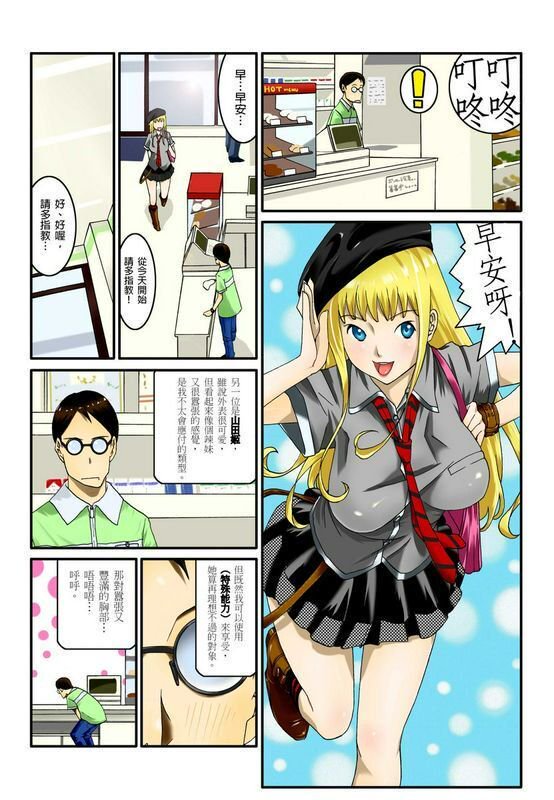 叮咚
叮咚
！
HOT MENU
早安呀！
早…早安…
從今天開始
請多指教！
好、好喔，
請多指教…
另一位是山田■，
雖說外表很可愛，
但看起來像個辣妹
又很囂張的感覺，
是我不太會應付的類型。
但既然我可以使用
（特殊能力）來享受，
她算再理想不過的對象。
那對囂張又
豐滿的胸部…
唔唔唔…
呼呼。